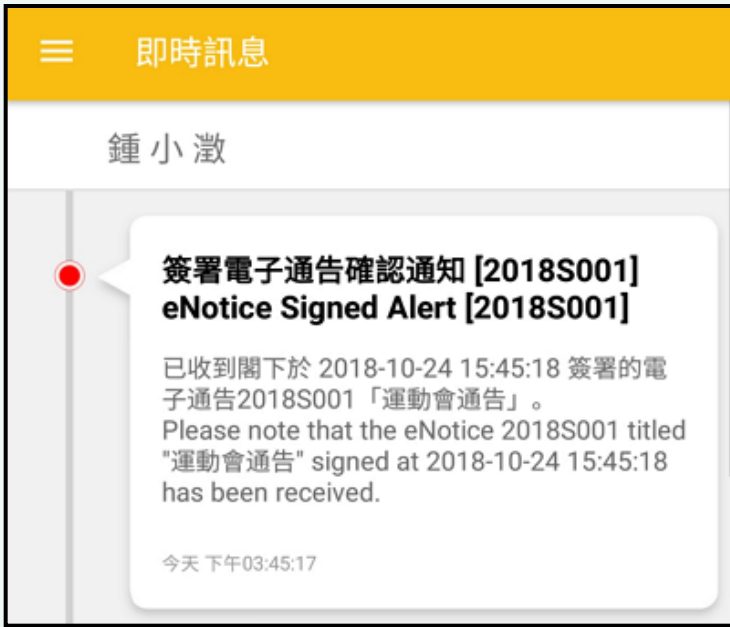 即時訊息
鍾小澂
簽署電子通告確認通知 [2018S001]
eNotice Signed Alert [2018S001]
已收到閣下於 2018-10-24 15:45:18 簽署的電
子通告2018S001「運動會通告」。
Please note that the eNotice 2018S001 titled
"運動會通告" signed at 2018-10-24 15:45:18
has been received.
今天 下午03:45:17